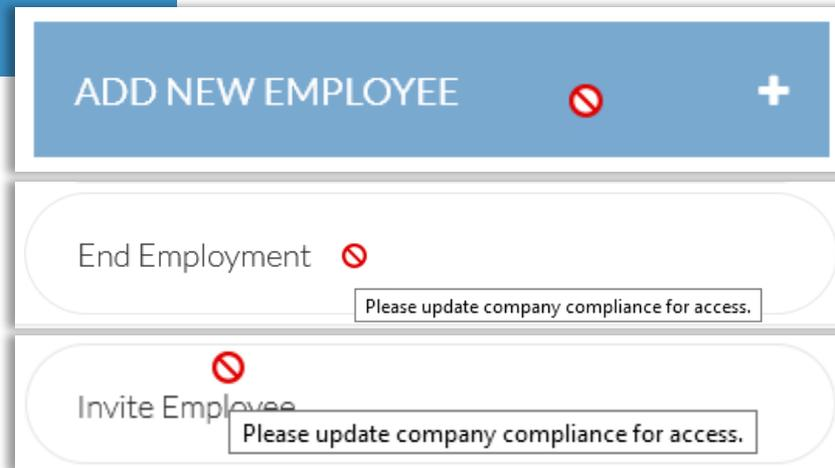 ADD NEW EMPLOYEE
End Employment
Please update company compliance for access.
Invite Employee
Please update company compliance for access.